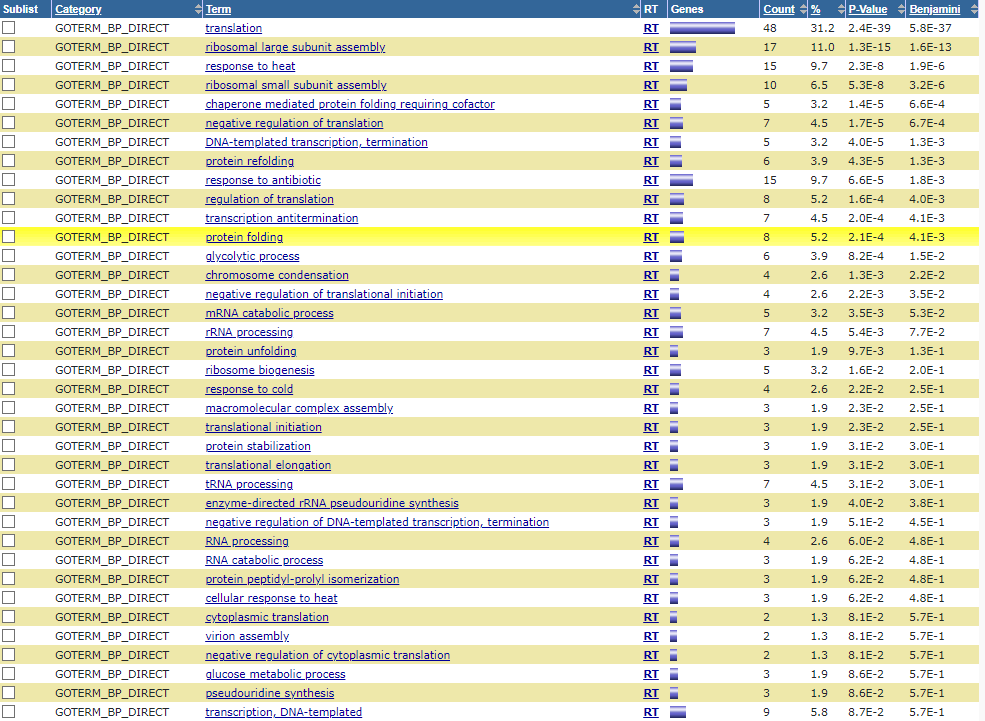 Sublist Category Term RT Genes Count % P-Value Benjamini
GOTERM_BP_DIRECT translation RT 48 31.2 2.4E-39 5.8E-37
GOTERM_BP_DIRECT ribosomal large subunit assembly RT 17 11.0 1.3E-15 1.6E-13
GOTERM_BP_DIRECT response to heat RT 15 9.7 2.3E-8 1.9E-6
GOTERM_BP_DIRECT ribosomal small subunit assembly RT 10 6.5 5.3E-8 3.2E-6
GOTERM_BP_DIRECT chaperone mediated protein folding requiring cofactor RT 5 3.2 1.4E-5 6.6E-4
GOTERM_BP_DIRECT negative regulation of translation RT 7 4.5 1.7E-5 6.7E-4
GOTERM_BP_DIRECT DNA-templated transcription, termination RT 5 3.2 4.0E-5 1.3E-3
GOTERM_BP_DIRECT protein refolding RT 6 3.9 4.3E-5 1.3E-3
GOTERM_BP_DIRECT response to antibiotic RT 15 9.7 6.6E-5 1.8E-3
GOTERM_BP_DIRECT regulation of translation RT 8 5.2 1.6E-4 4.0E-3
GOTERM_BP_DIRECT transcription antitermination RT 7 4.5 2.0E-4 4.1E-3
GOTERM_BP_DIRECT protein folding RT 8 5.2 2.1E-4 4.1E-3
GOTERM_BP_DIRECT glycolytic process RT 6 3.9 8.2E-4 1.5E-2
GOTERM_BP_DIRECT chromosome condensation RT 4 2.6 1.3E-3 2.2E-2
GOTERM_BP_DIRECT negative regulation of translational initiation RT 4 2.6 2.2E-3 3.5E-2
GOTERM_BP_DIRECT mRNA catabolic process RT 5 3.2 3.5E-3 5.3E-2
GOTERM_BP_DIRECT rRNA processing RT 7 4.5 5.4E-3 7.7E-2
GOTERM_BP_DIRECT protein unfolding RT 3 1.9 9.7E-3 1.3E-1
GOTERM_BP_DIRECT ribosome biogenesis RT 5 3.2 1.6E-2 2.0E-1
GOTERM_BP_DIRECT response to cold RT 4 2.6 2.2E-2 2.5E-1
GOTERM_BP_DIRECT macromolecular complex assembly RT 3 1.9 2.3E-2 2.5E-1
GOTERM_BP_DIRECT translational initiation RT 3 1.9 2.3E-2 2.5E-1
GOTERM_BP_DIRECT protein stabilization RT 3 1.9 3.1E-2 3.0E-1
GOTERM_BP_DIRECT translational elongation RT 3 1.9 3.1E-2 3.0E-1
GOTERM_BP_DIRECT tRNA processing RT 7 4.5 3.1E-2 3.0E-1
GOTERM_BP_DIRECT enzyme-directed rRNA pseudouridine synthesis RT 3 1.9 4.0E-2 3.8E-1
GOTERM_BP_DIRECT negative regulation of DNA-templated transcription, termination RT 3 1.9 5.1E-2 4.5E-1
GOTERM_BP_DIRECT RNA processing RT 4 2.6 6.0E-2 4.8E-1
GOTERM_BP_DIRECT RNA catabolic process RT 3 1.9 6.2E-2 4.8E-1
GOTERM_BP_DIRECT protein peptidyl-prolyl isomerization RT 3 1.9 6.2E-2 4.8E-1
GOTERM_BP_DIRECT cellular response to heat RT 3 1.9 6.2E-2 4.8E-1
GOTERM_BP_DIRECT cytoplasmic translation RT 2 1.3 8.1E-2 5.7E-1
GOTERM_BP_DIRECT virion assembly RT 2 1.3 8.1E-2 5.7E-1
GOTERM_BP_DIRECT negative regulation of cytoplasmic translation RT 2 1.3 8.1E-2 5.7E-1
GOTERM_BP_DIRECT glucose metabolic process RT 3 1.9 8.6E-2 5.7E-1
GOTERM_BP_DIRECT pseudouridine synthesis RT 3 1.9 8.6E-2 5.7E-1
GOTERM_BP_DIRECT transcription, DNA-templated RT 9 5.8 8.7E-2 5.7E-1